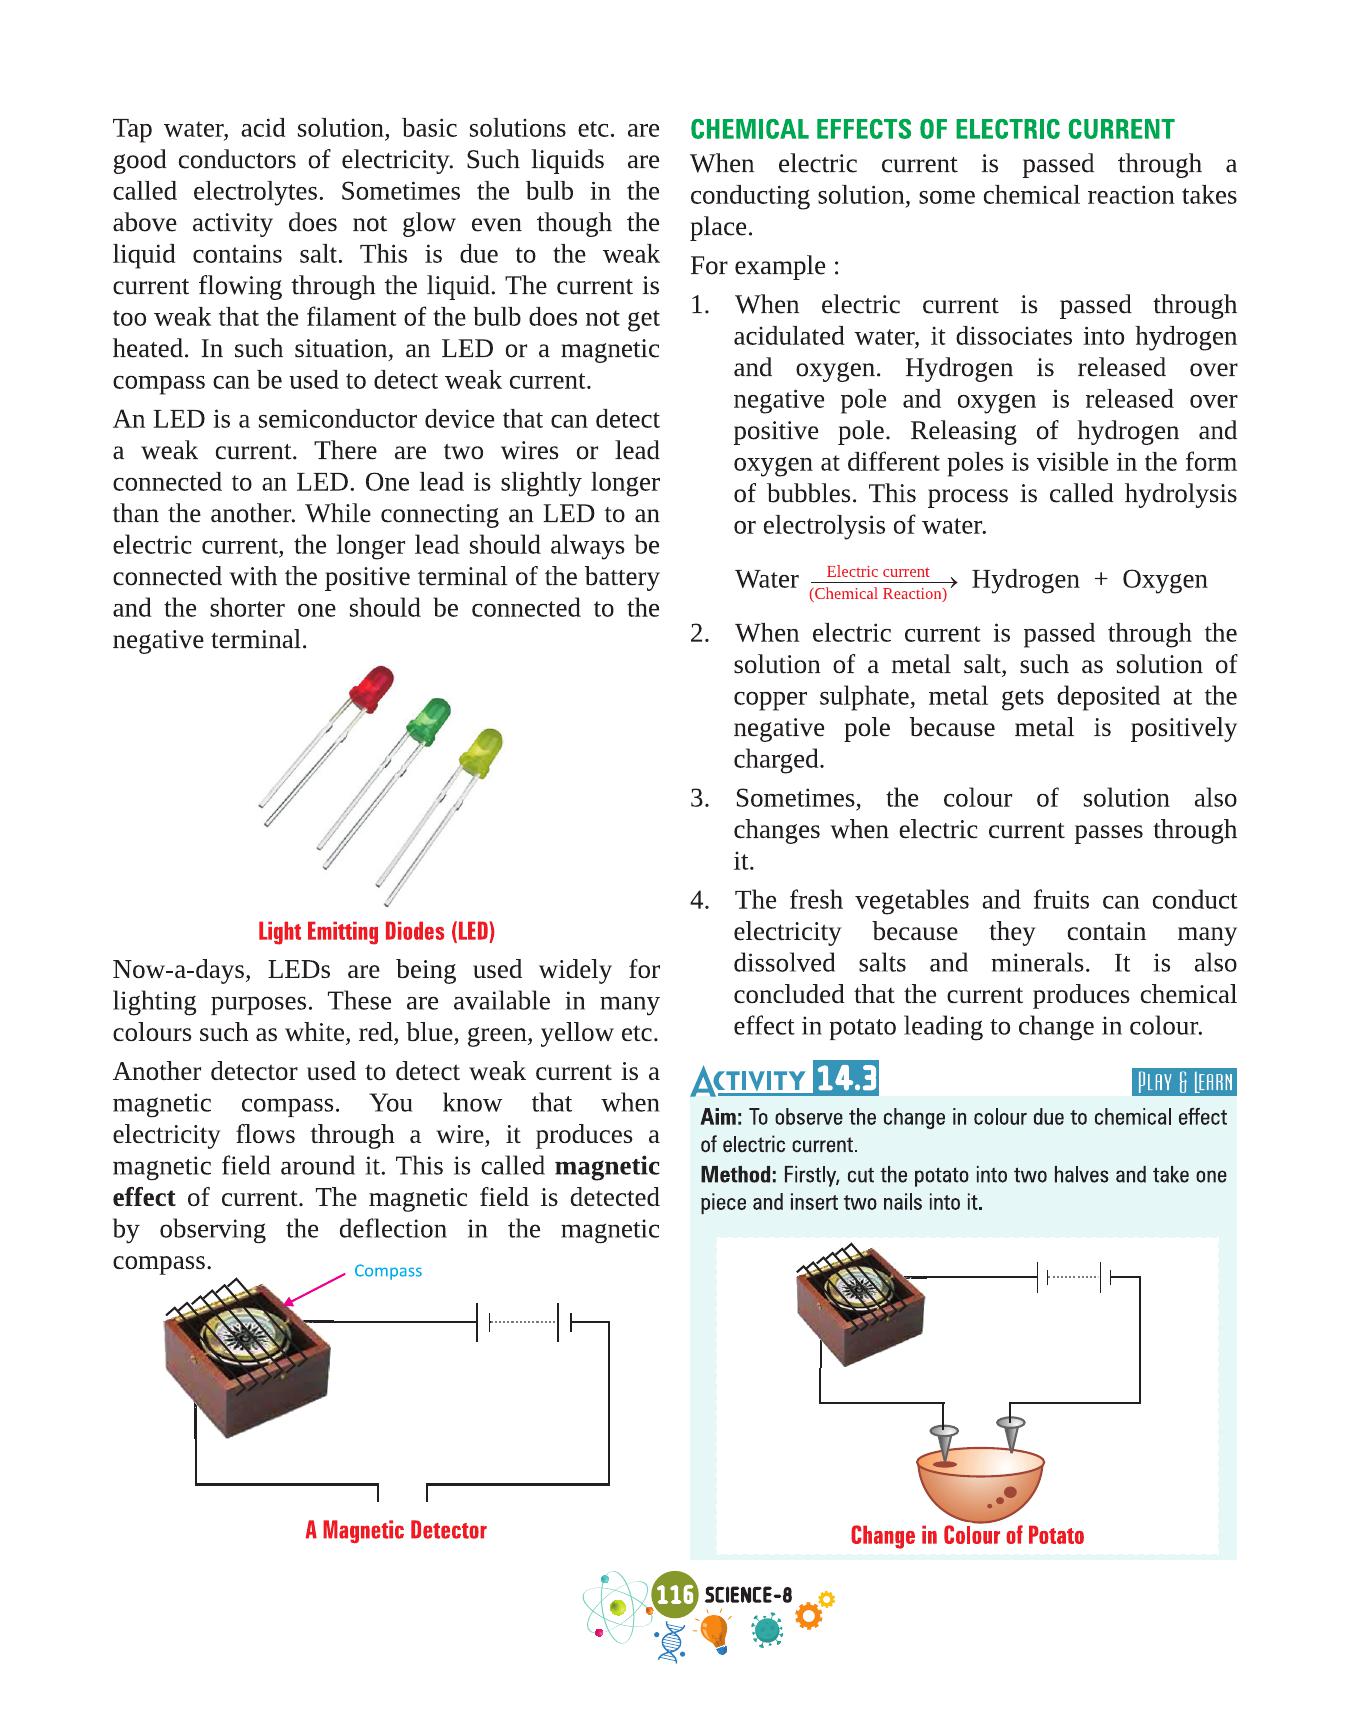 Tap water, acid solution, basic solutions etc. are
good conductors of electricity. Such liquids are
called electrolytes. Sometimes the bulb in the
above activity does not glow even though the
liquid contains salt. This is due to the weak
current flowing through the liquid. The current is
too weak that the filament of the bulb does not get
heated. In such situation, an LED or a magnetic
compass can be used to detect weak current.
An LED is a semiconductor device that can detect
a weak current. There are two wires or lead
connected to an LED. One lead is slightly longer
than the another. While connecting an LED to an
electric current, the longer lead should always be
connected with the positive terminal of the battery
and the shorter one should be connected to the
negative terminal.
Light Emitting Diodes (LED)
Now-a-days, LEDs are being used widely for
lighting purposes. These are available in many
colours such as white, red, blue, green, yellow etc.
Another detector used to detect weak current is a
magnetic compass. You know that when
electricity flows through a wire, it produces a
magnetic field around it. This is called magnetic
effect of current. The magnetic field is detected
by observing the deflection in the magnetic
compass.
Compass
A Magnetic Detector
CHEMICAL EFFECTS OF ELECTRIC CURRENT
When electric current is passed through a
conducting solution, some chemical reaction takes
place.
For example :
1. When electric current is passed through
acidulated water, it dissociates into hydrogen
and oxygen. Hydrogen is released over
negative pole and oxygen is released over
positive pole. Releasing of hydrogen and
oxygen at different poles is visible in the form
of bubbles. This process is called hydrolysis
or electrolysis of water.
Water Electric current (Chemical Reaction) → Hydrogen + Oxygen
2. When electric current is passed through the
solution of a metal salt, such as solution of
copper sulphate, metal gets deposited at the
negative pole because metal is positively
charged.
3. Sometimes, the colour of solution also
changes when electric current passes through
it.
4. The fresh vegetables and fruits can conduct
electricity because they contain many
dissolved salts and minerals. It is also
concluded that the current produces chemical
effect in potato leading to change in colour.
ACTIVITY 14.3 PLAY & LEARN
Aim: To observe the change in colour due to chemical effect
of electric current.
Method: Firstly, cut the potato into two halves and take one
piece and insert two nails into it.
Change in Colour of Potato
116 SCIENCE-8